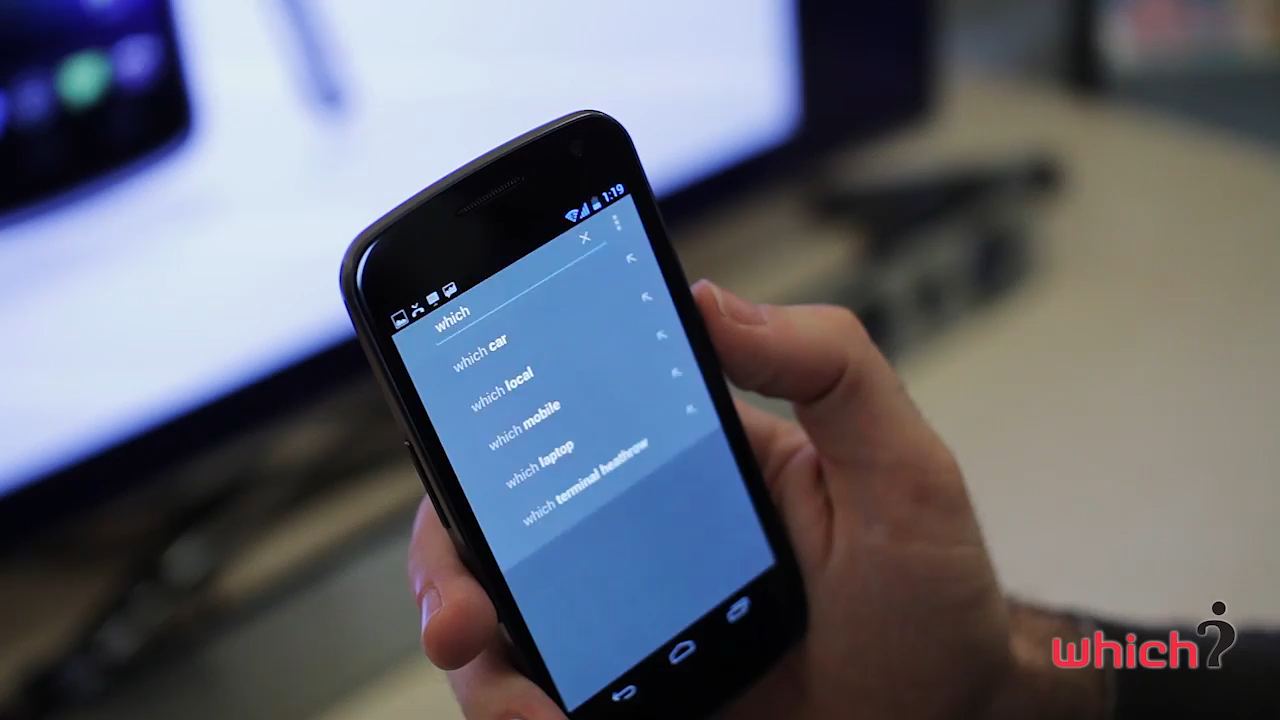 1:19
which
which car
which local
which mobile
which laptop
which terminal heathrow
which?